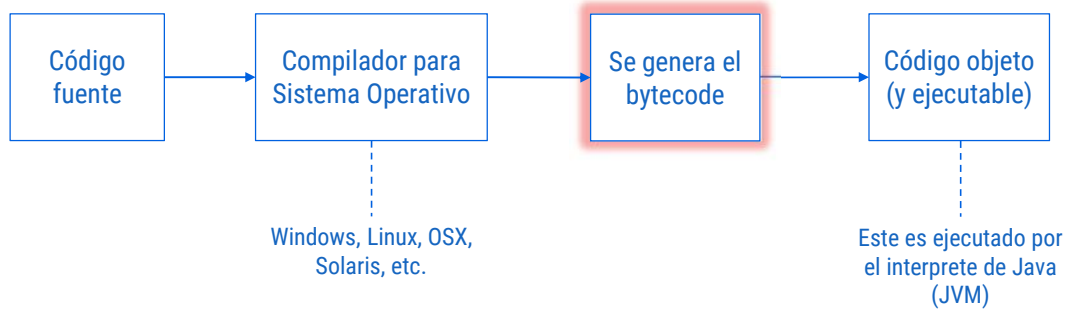 Código
fuente
Compilador para
Sistema Operativo
Se genera el
bytecode
Código objeto
(y ejecutable)
Windows, Linux, OSX,
Solaris, etc.
Este es ejecutado por
el interprete de Java
(JVM)